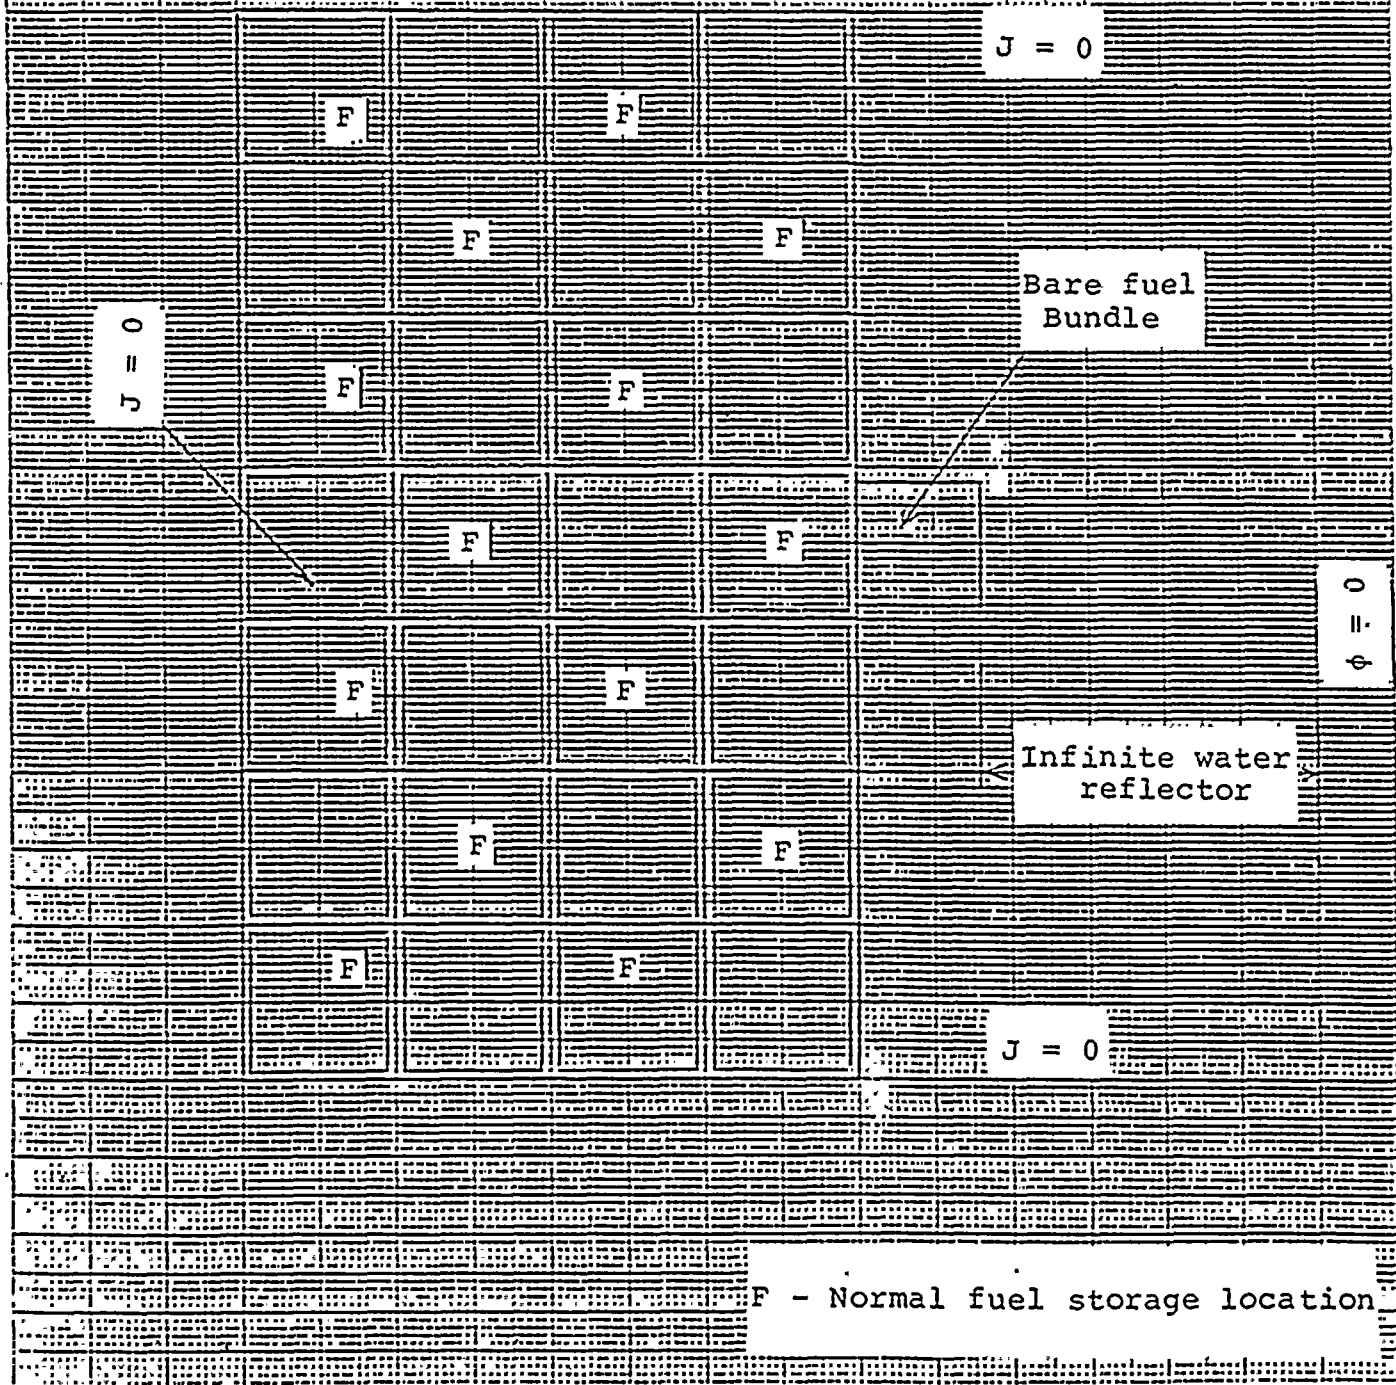 J = 0
F F
F F
Bare fuel
Bundle
J = 0
F F
F F
φ = 0
F F
Infinite water
reflector
F F
F F
J = 0
F - Normal fuel storage location